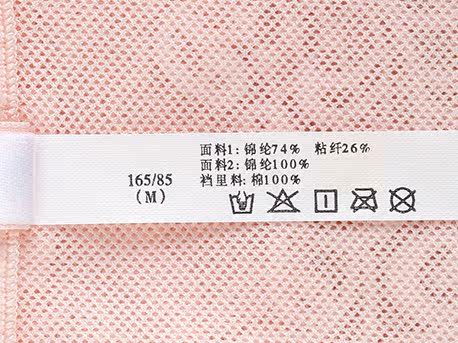 165/85
(M)
面料1: 锦纶74% 粘纤26%
面料2: 锦纶100%
裆里料: 棉100%